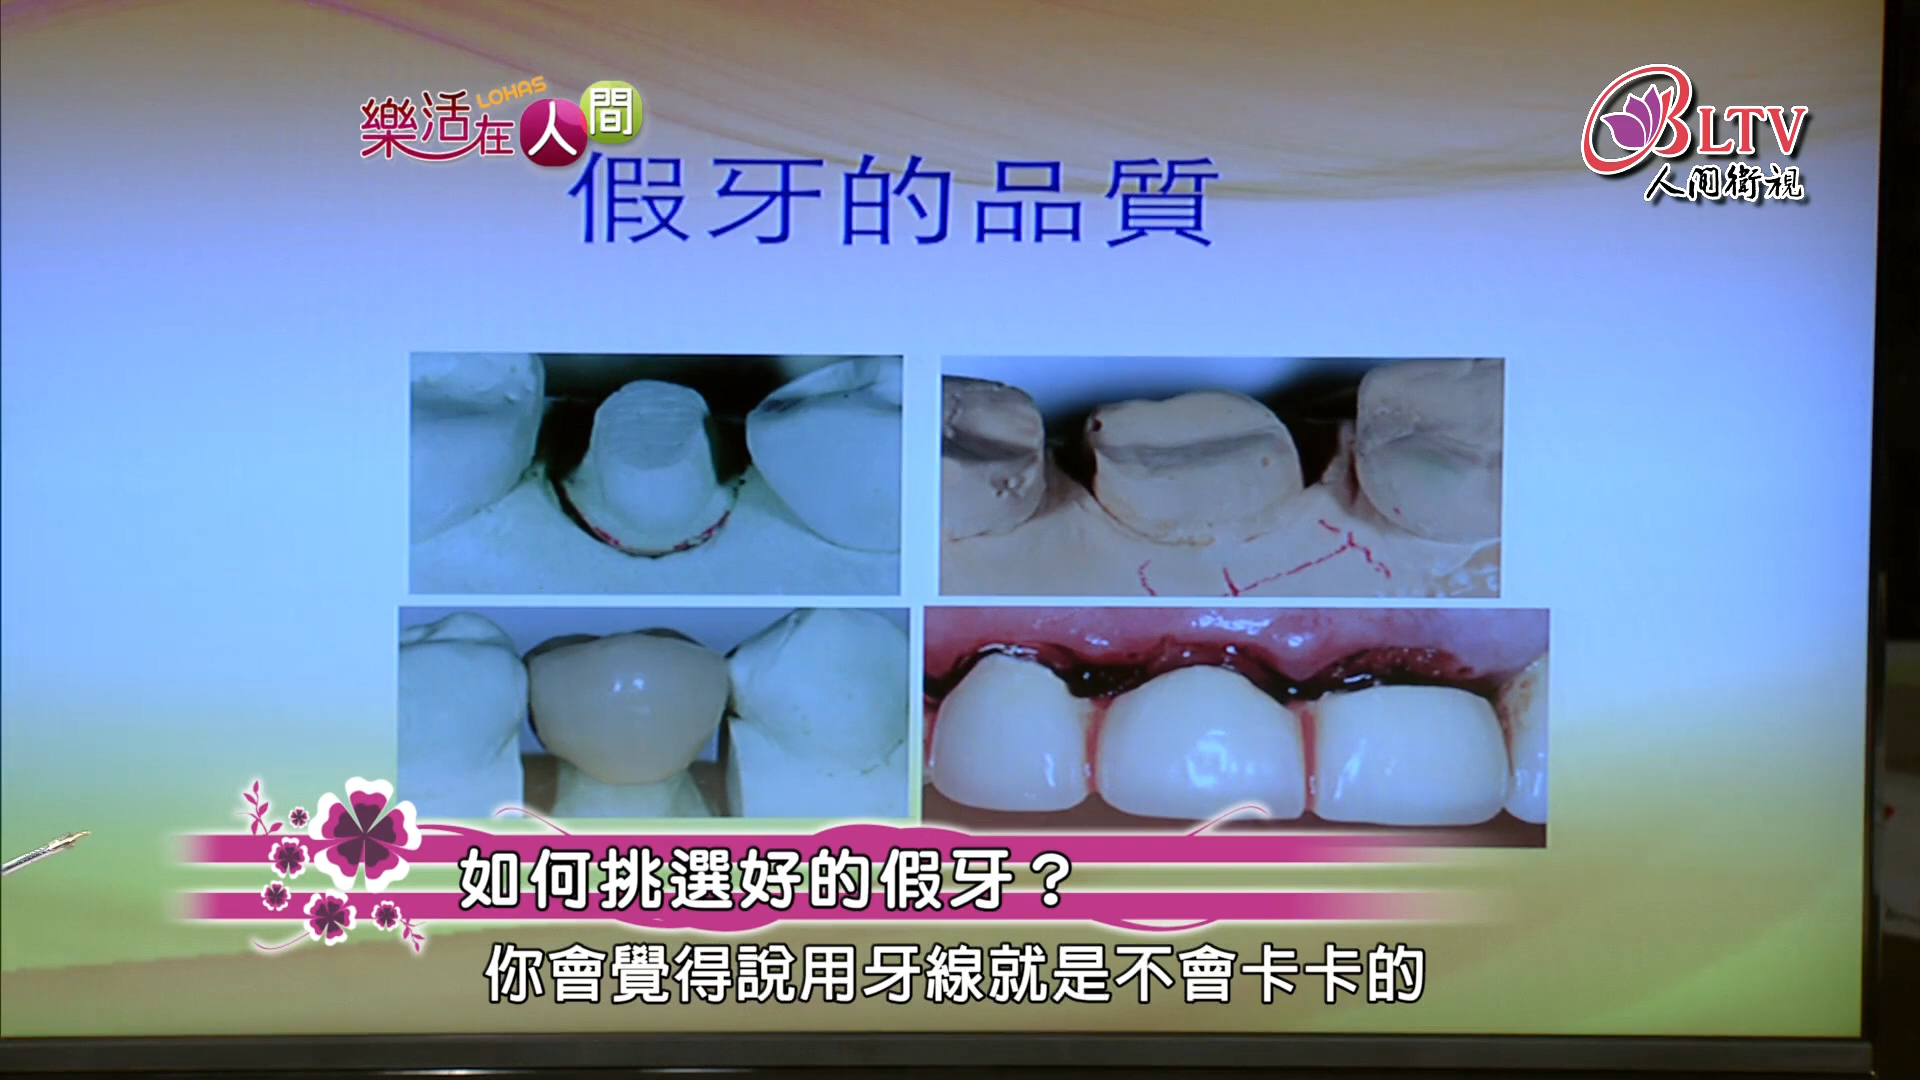 樂活在人間
LOHAS
BLTV
人間衛視
假牙的品質
如何挑選好的假牙？
你會覺得說用牙線就是不會卡卡的